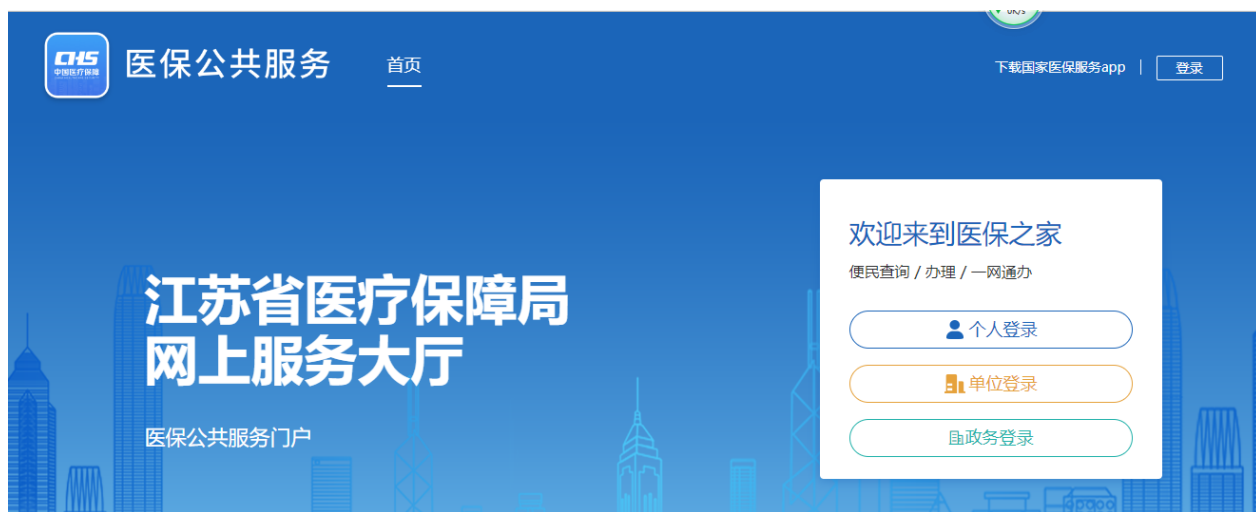 0K/s
CHS
中国医疗保障
医保公共服务
首页
下载国家医保服务app | 登录
欢迎来到医保之家
便民查询 / 办理 / 一网通办
个人登录
单位登录
政务登录
江苏省医疗保障局
网上服务大厅
医保公共服务门户